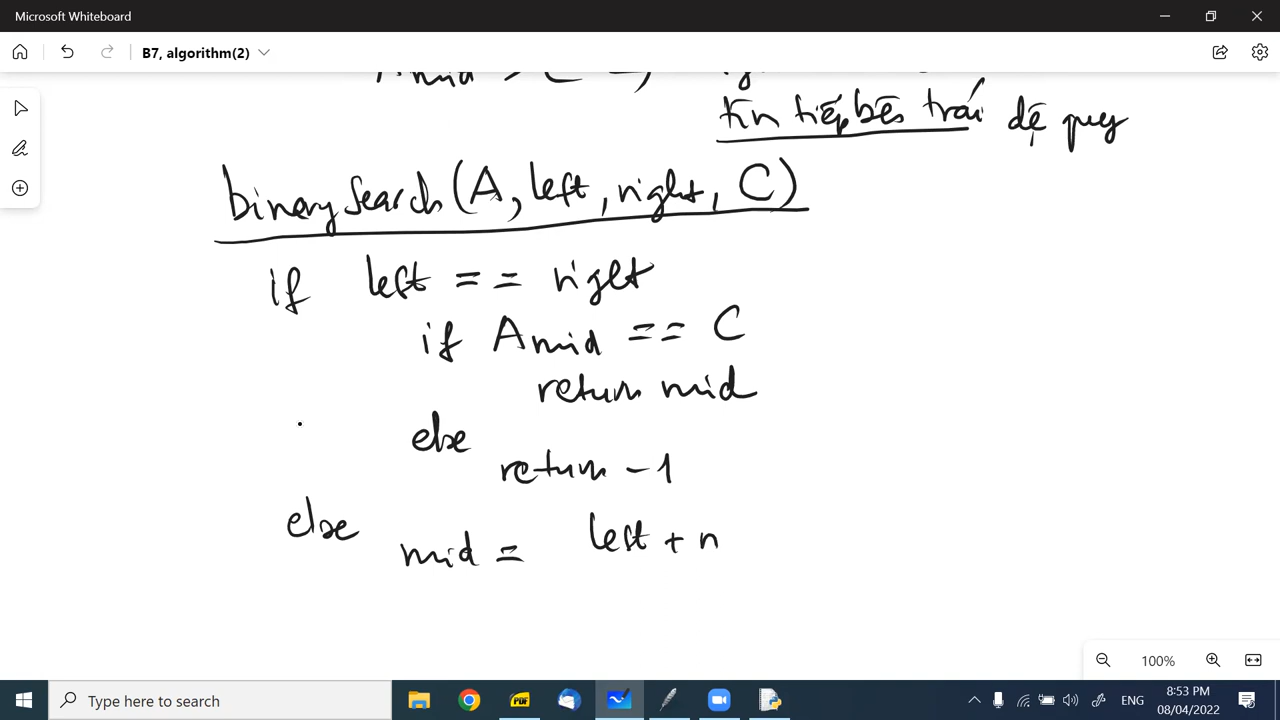 Microsoft Whiteboard
B7, algorithm(2)
Amid > C
tìm tiếp bên trái đệ quy
binarySearch(A, left, right, C)
if left == right
if Amid == C
return mid
else
return -1
else
mid = left + r
100%
Type here to search
PDF
ENG
8:53 PM
08/04/2022